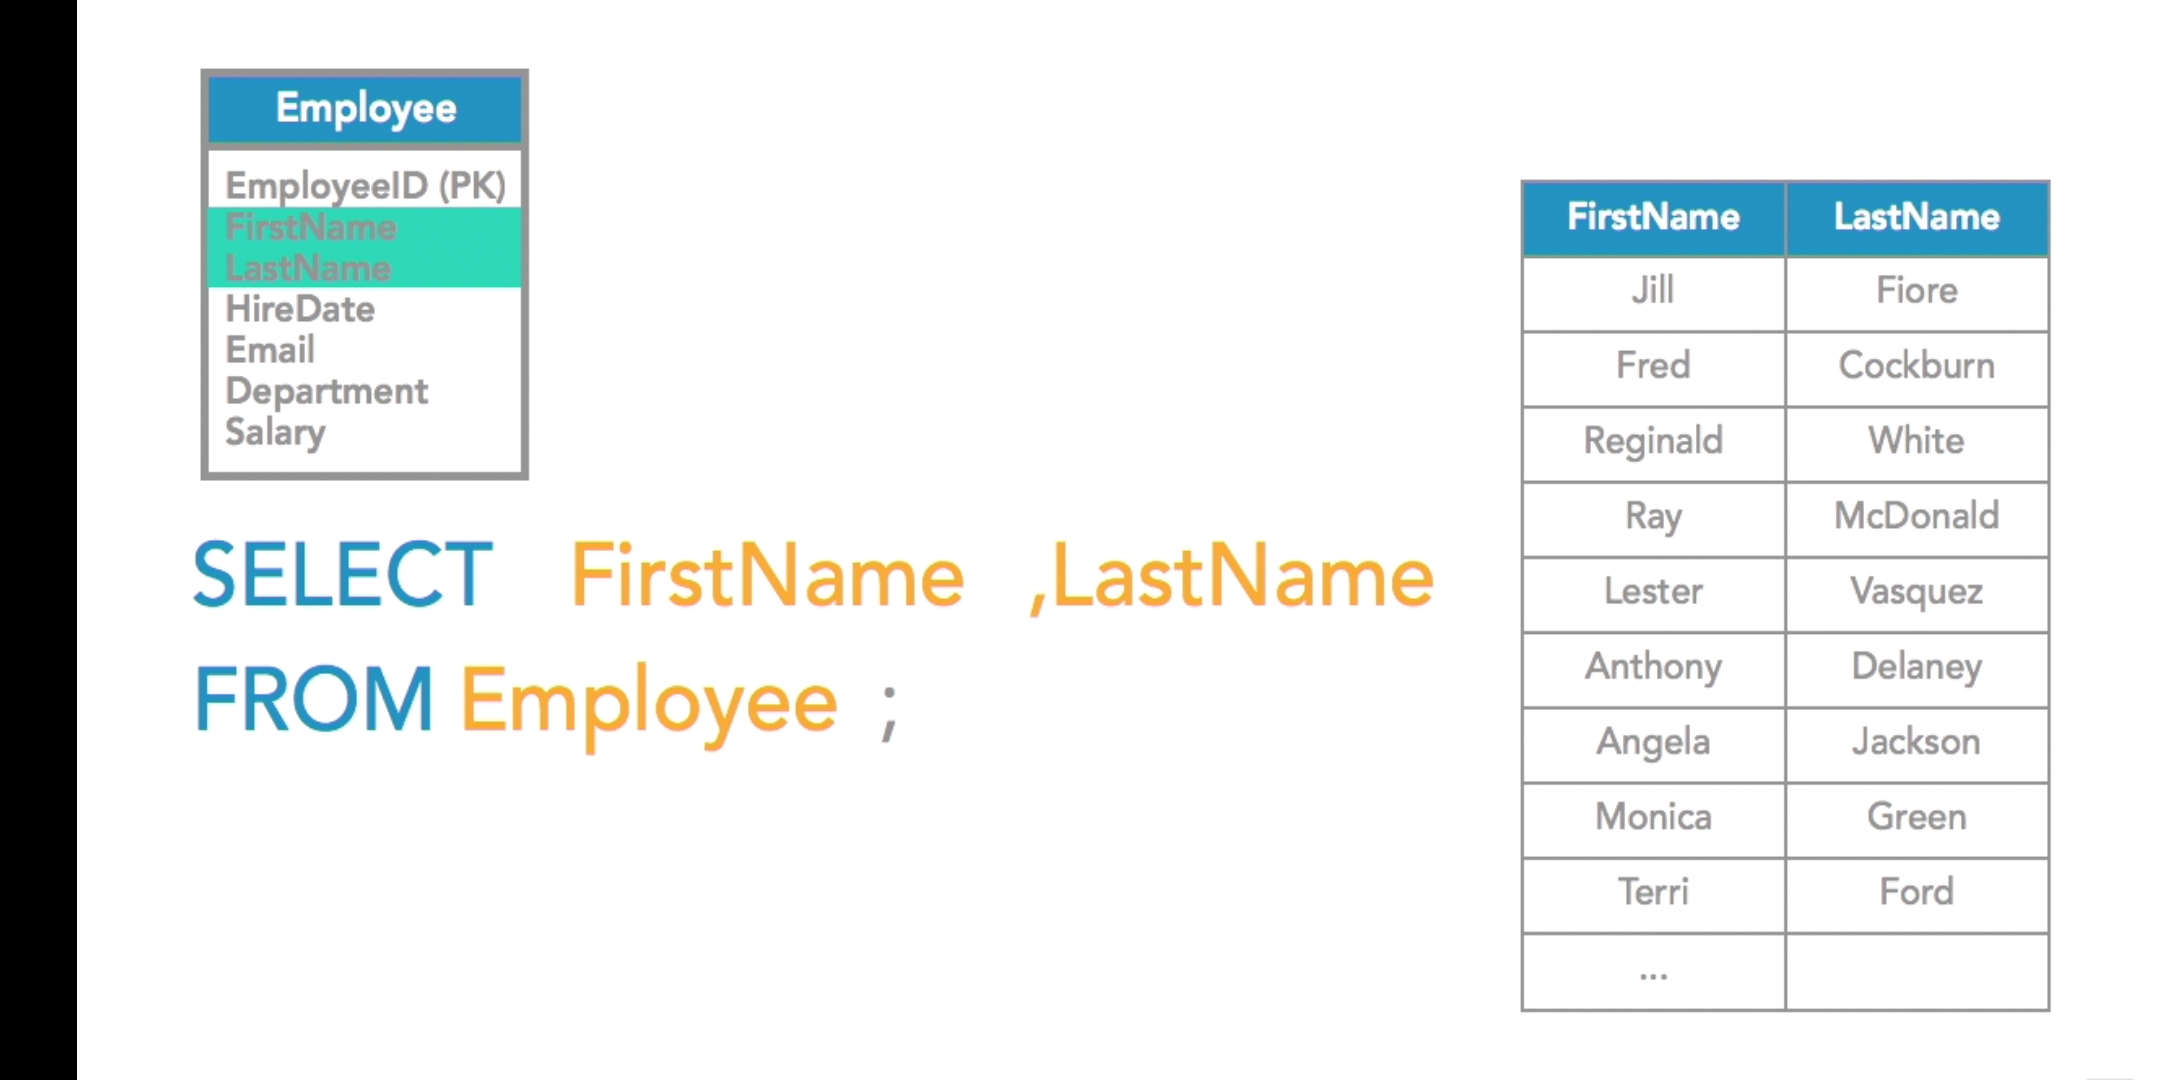 Employee
EmployeeID (PK)
FirstName
LastName
HireDate
Email
Department
Salary
SELECT FirstName ,LastName
FROM Employee ;
FirstName LastName
Jill Fiore
Fred Cockburn
Reginald White
Ray McDonald
Lester Vasquez
Anthony Delaney
Angela Jackson
Monica Green
Terri Ford
...